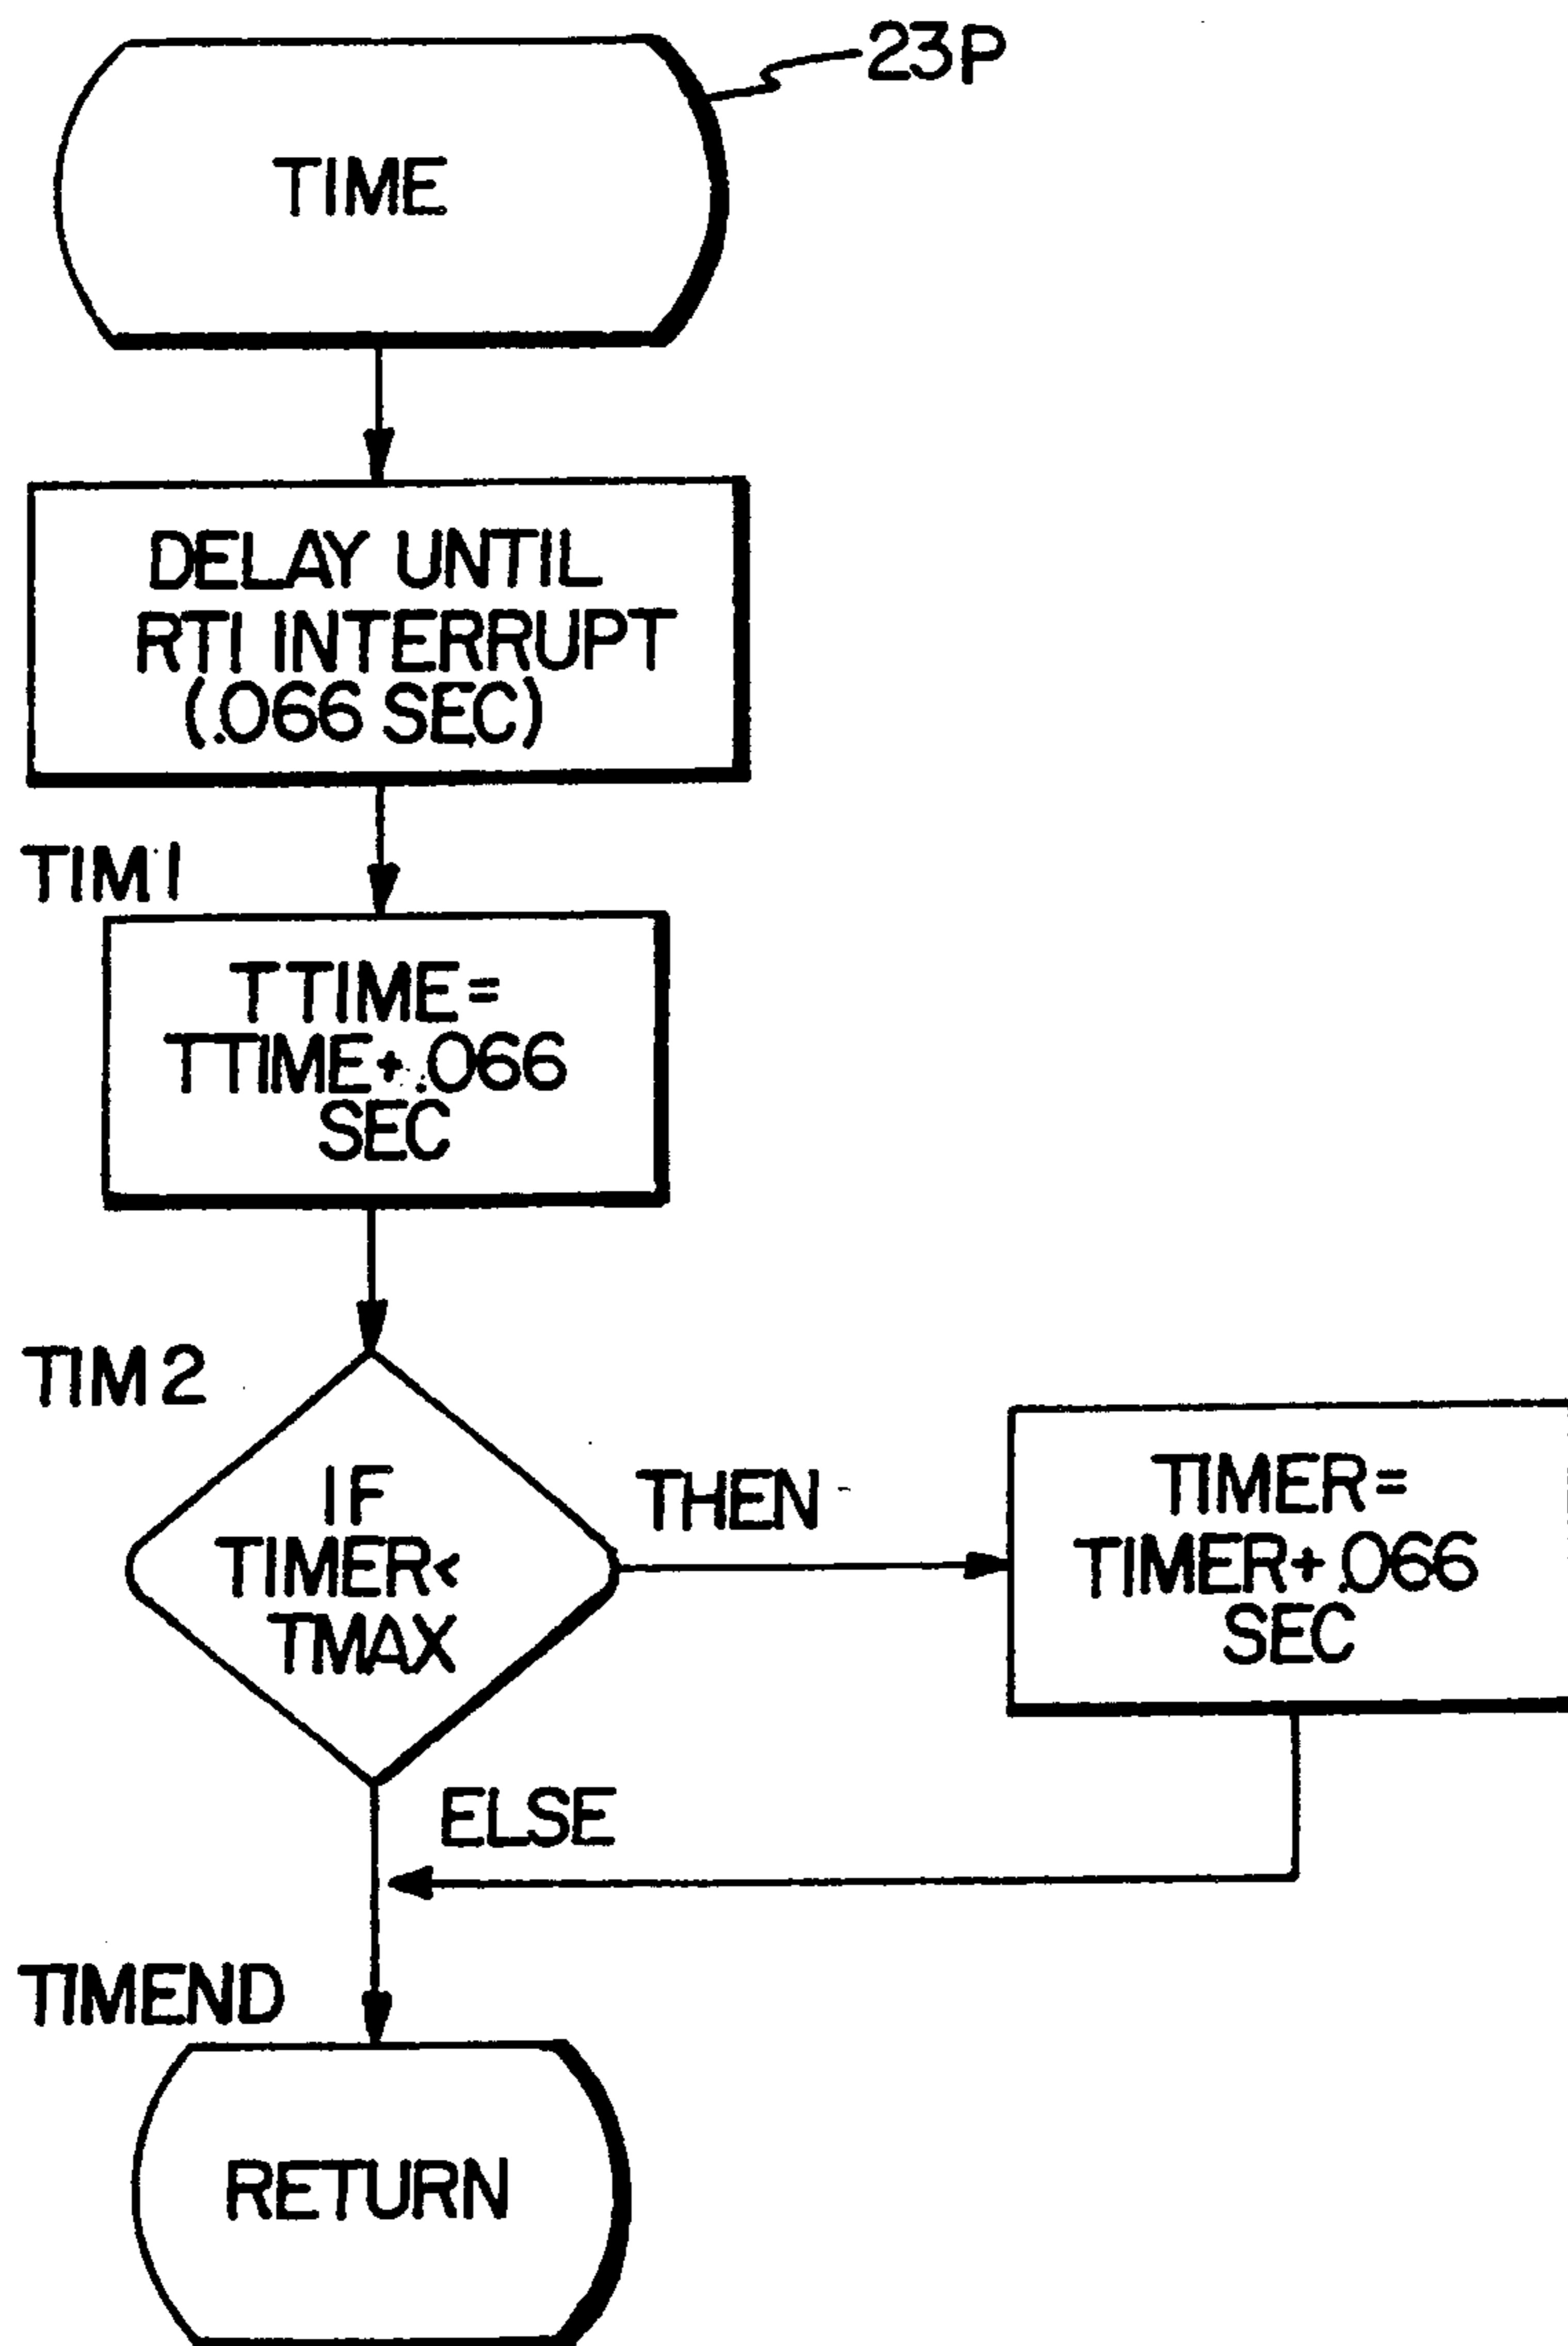 23P
TIME
DELAY UNTIL
RTI INTERRUPT
(.066 SEC)
TIM1
TTIME=
TTIME+.066
SEC
TIM2
IF
TIMER<
TMAX
THEN
TIMER=
TIMER+.066
SEC
ELSE
TIMEND
RETURN